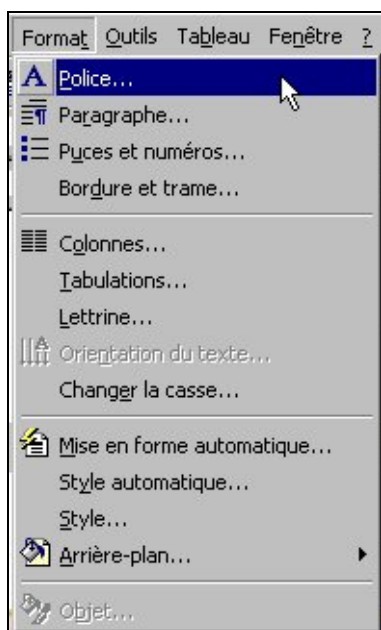 Format Outils Tableau Fenêtre ?
Police...
Paragraphe...
Puces et numéros...
Bordure et trame...
Colonnes...
Tabulations...
Lettrine...
Orientation du texte...
Changer la casse...
Mise en forme automatique...
Style automatique...
Style...
Arrière-plan...
Objet...